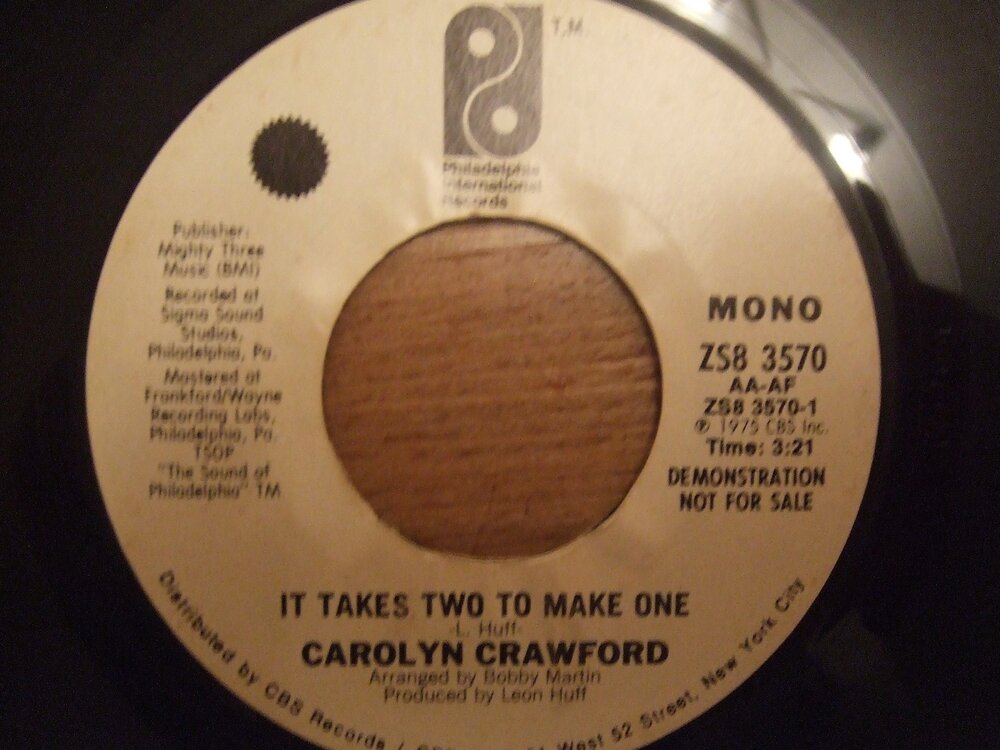 T.M.
Philadelphia
International
Records
Publisher:
Mighty Three
Music (BMI)
Recorded at
Sigma Sound
Studios,
Philadelphia, Pa.
Mastered at
Frankford/Wayne
Recording Labs,
Philadelphia, Pa.
TSOP
"The Sound of
Philadelphia" TM
MONO
ZS8 3570
AA-AF
ZS8 3570-1
℗ 1975 CBS Inc.
Time: 3:21
DEMONSTRATION
NOT FOR SALE
IT TAKES TWO TO MAKE ONE
-L. Huff-
CAROLYN CRAWFORD
Arranged by Bobby Martin
Produced by Leon Huff
Distributed by CBS Records / West 52 Street, New York City